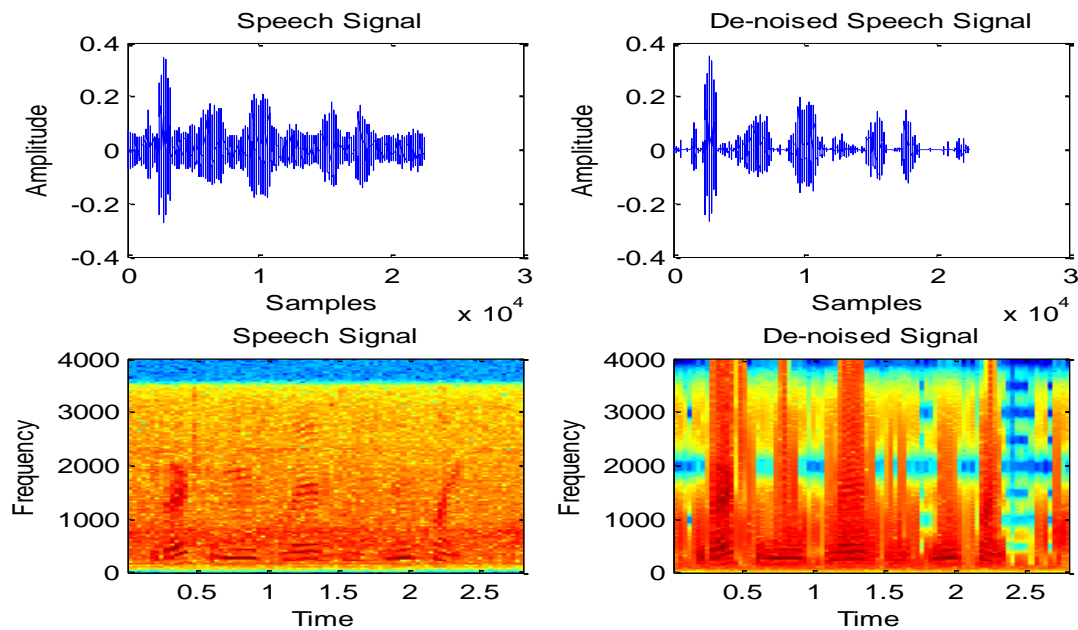 Speech Signal
0.4
0.2
0
-0.2
-0.4
Amplitude
0 1 2 3
Samples
x 10^4
De-noised Speech Signal
0.4
0.2
0
-0.2
-0.4
Amplitude
0 1 2 3
Samples
x 10^4
Speech Signal
4000
3000
2000
1000
0
Frequency
0.5 1 1.5 2 2.5
Time
De-noised Signal
4000
3000
2000
1000
0
Frequency
0.5 1 1.5 2 2.5
Time